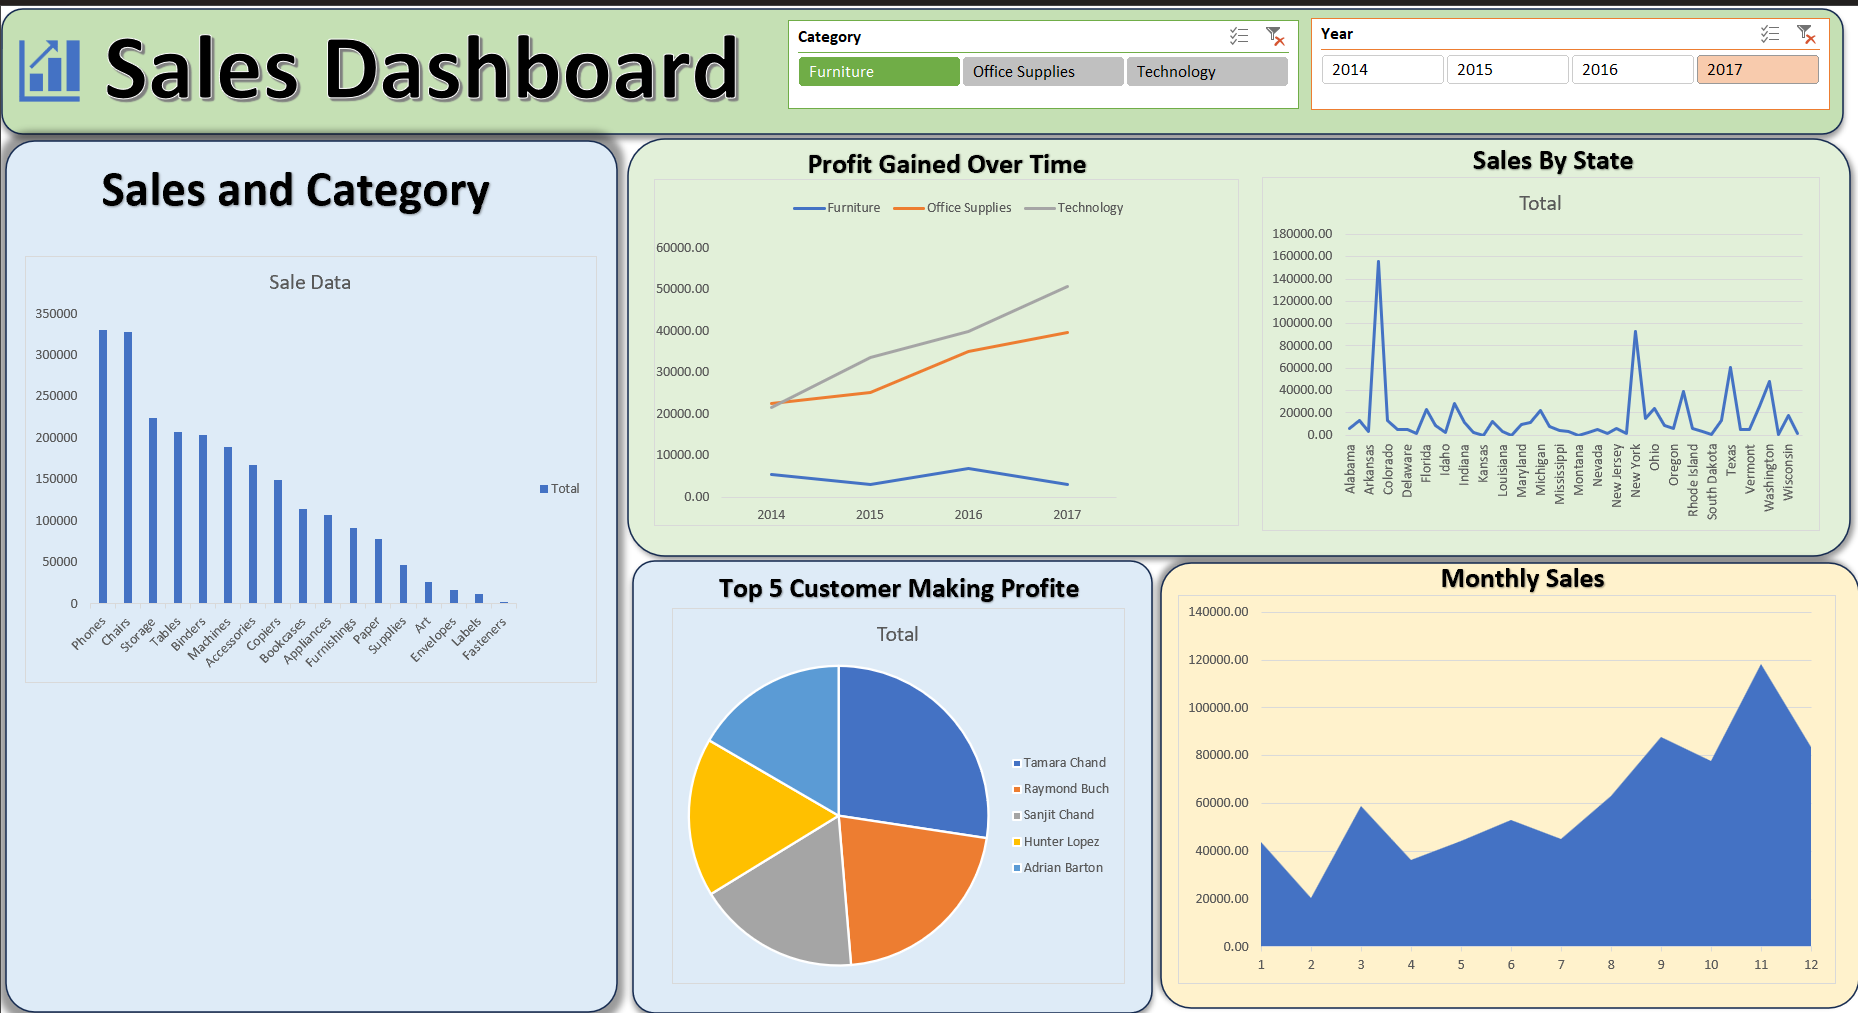 Sales Dashboard
Category
Furniture
Office Supplies
Technology
Year
2014
2015
2016
2017
Sales and Category
Sale Data
350000
300000
250000
200000
150000
100000
50000
0
Phones
Chairs
Storage
Tables
Binders
Machines
Accessories
Copiers
Bookcases
Appliances
Furnishings
Paper
Supplies
Art
Envelopes
Labels
Fasteners
Total
Profit Gained Over Time
Furniture
Office Supplies
Technology
60000.00
50000.00
40000.00
30000.00
20000.00
10000.00
0.00
2014
2015
2016
2017
Sales By State
Total
180000.00
160000.00
140000.00
120000.00
100000.00
80000.00
60000.00
40000.00
20000.00
0.00
Alabama
Arkansas
Colorado
Delaware
Florida
Idaho
Indiana
Kansas
Louisiana
Maryland
Michigan
Mississippi
Montana
Nevada
New Jersey
New York
Ohio
Oregon
Rhode Island
South Dakota
Texas
Vermont
Washington
Wisconsin
Top 5 Customer Making Profite
Total
Tamara Chand
Raymond Buch
Sanjit Chand
Hunter Lopez
Adrian Barton
Monthly Sales
140000.00
120000.00
100000.00
80000.00
60000.00
40000.00
20000.00
0.00
1
2
3
4
5
6
7
8
9
10
11
12